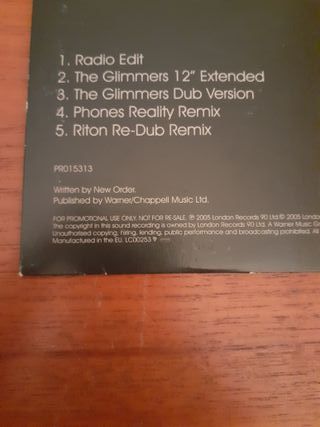 1. Radio Edit
2. The Glimmers 12" Extended
3. The Glimmers Dub Version
4. Phones Reality Remix
5. Riton Re-Dub Remix
PR015313
Written by New Order.
Published by Warner/Chappell Music Ltd.
FOR PROMOTIONAL USE ONLY. NOT FOR RE-SALE. ℗ 2005 London Records 90 Ltd © 2005 London
the copyright in this sound recording is owned by London Records 90 Ltd. A Warner Music Gr
Unauthorised copying, hiring, lending, public performance and broadcasting prohibited. All
Manufactured in the EU. LC00253